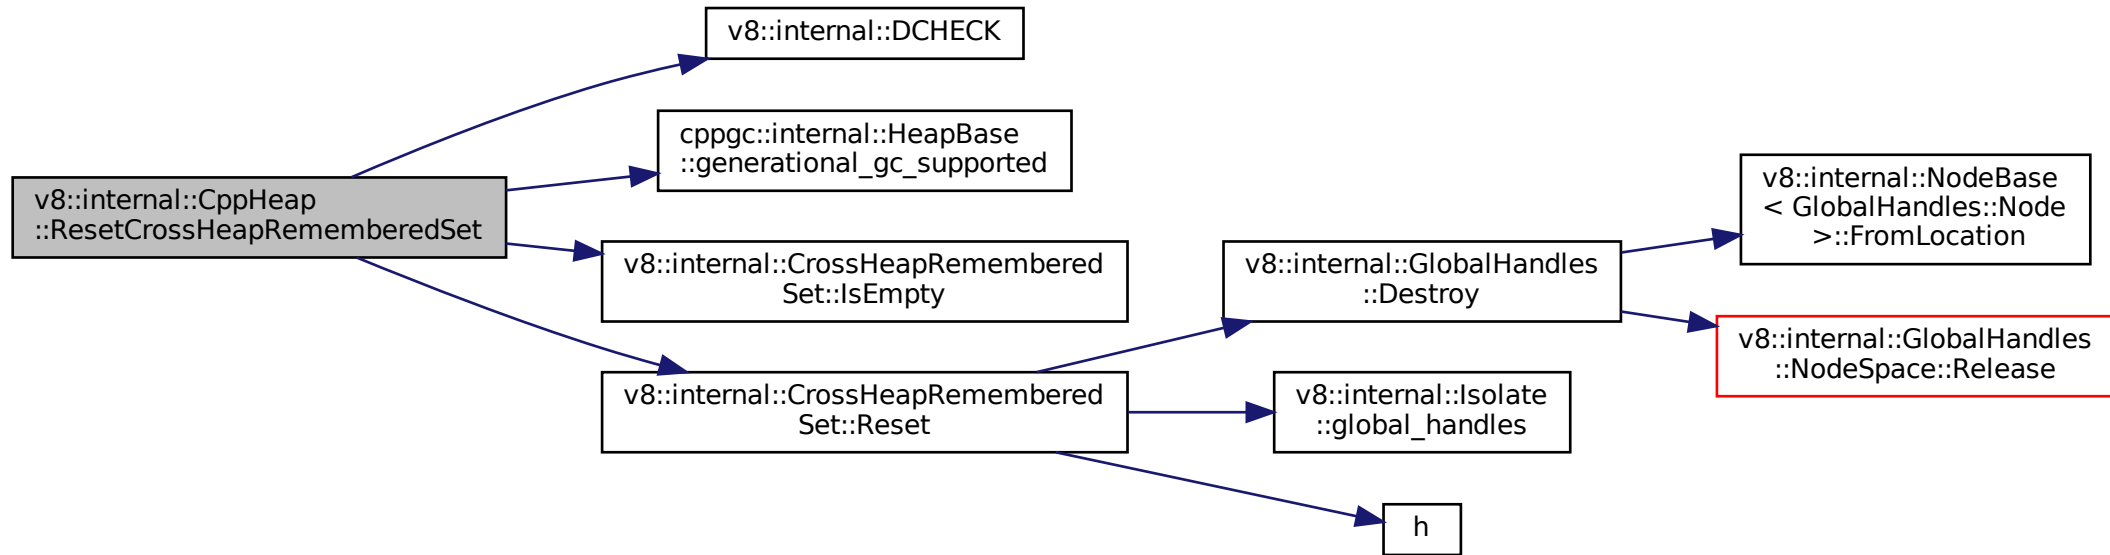 v8::internal::CppHeap
::ResetCrossHeapRememberedSet
v8::internal::DCHECK
cppgc::internal::HeapBase
::generational_gc_supported
v8::internal::CrossHeapRemembered
Set::IsEmpty
v8::internal::CrossHeapRemembered
Set::Reset
v8::internal::GlobalHandles
::Destroy
v8::internal::Isolate
::global_handles
h
v8::internal::NodeBase
< GlobalHandles::Node
>::FromLocation
v8::internal::GlobalHandles
::NodeSpace::Release